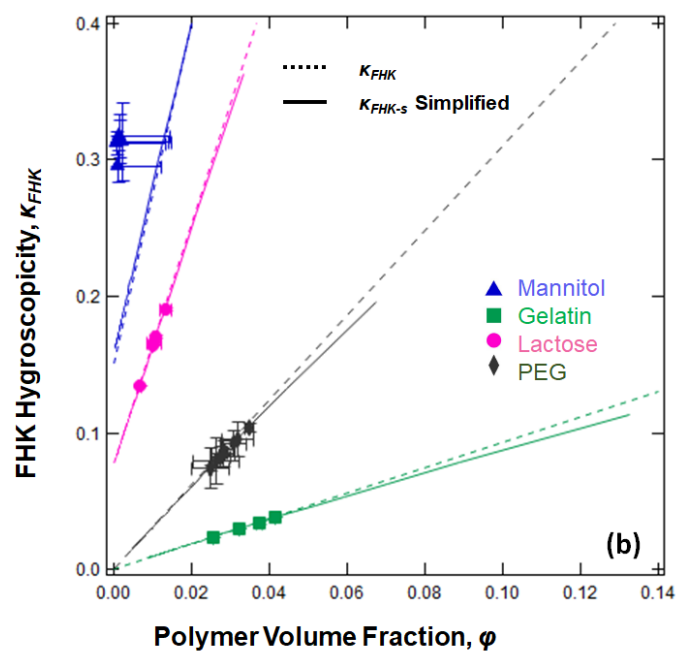 0.4
0.3
0.2
0.1
0.0
FHK Hygroscopicity, κFHK
κFHK
κFHK-s Simplified
Mannitol
Gelatin
Lactose
PEG
(b)
0.00 0.02 0.04 0.06 0.08 0.10 0.12 0.14
Polymer Volume Fraction, φ